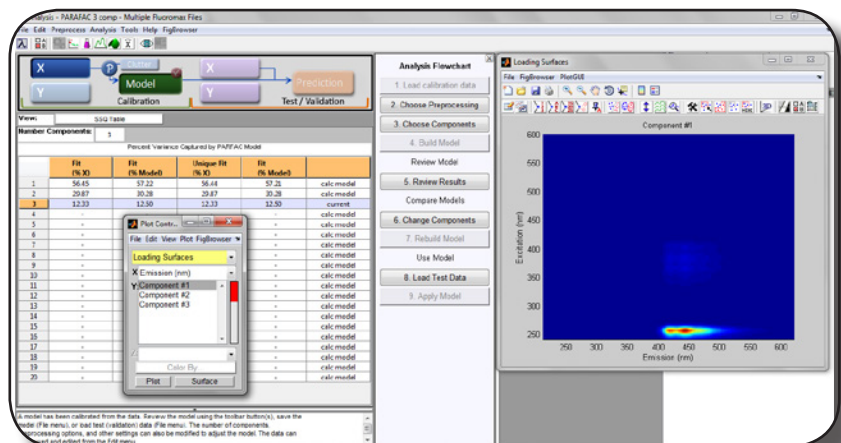 nalysis - PARAFAC 3 comp - Multiple Fluoromax Files
File Edit Preprocess Analysis Tools Help FigBrowser
X
Y
P
Clutter
Model
X
Y
Prediction
Calibration
Test / Validation
View:
SSQ Table
Number Components:
3
Percent Variance Captured by PARAFAC Model
Fit (% X) Fit (% Model) Unique Fit (% X) Fit (% Model)
1 56.45 57.22 56.44 57.21 calc model
2 29.87 30.28 29.87 30.28 calc model
3 12.33 12.50 12.33 12.50 current
4 - - calc model
5 - calc model
6 - calc model
7 - calc model
8 - calc model
9 - calc model
10 - calc model
11 - calc model
12 - calc model
13 - calc model
14 - calc model
15 - calc model
16 - calc model
17 - calc model
18 - calc model
19 - calc model
20 - calc model
Plot Contr...
File Edit View Plot FigBrowser
Loading Surfaces
X Emission (nm)
Y Component #1
Component #2
Component #3
Color By
Plot
Surface
A model has been calibrated from the data. Review the model using the toolbar button(s), save the
model (File menu), or load test (validation) data (File menu). The number of components,
preprocessing options, and other settings can also be modified to adjust the model. The data can
and edited from the Edit menu.
Analysis Flowchart
1. Load calibration data
2. Choose Preprocessing
3. Choose Components
4. Build Model
Review Model
5. Review Results
Compare Models
6. Change Components
7. Rebuild Model
Use Model
8. Load Test Data
9. Apply Model
Loading Surfaces
File FigBrowser PlotGUI
Component #1
600
550
500
450
400
350
300
250
Excitation (nm)
250 300 350 400 450 500 550 600
Emission (nm)